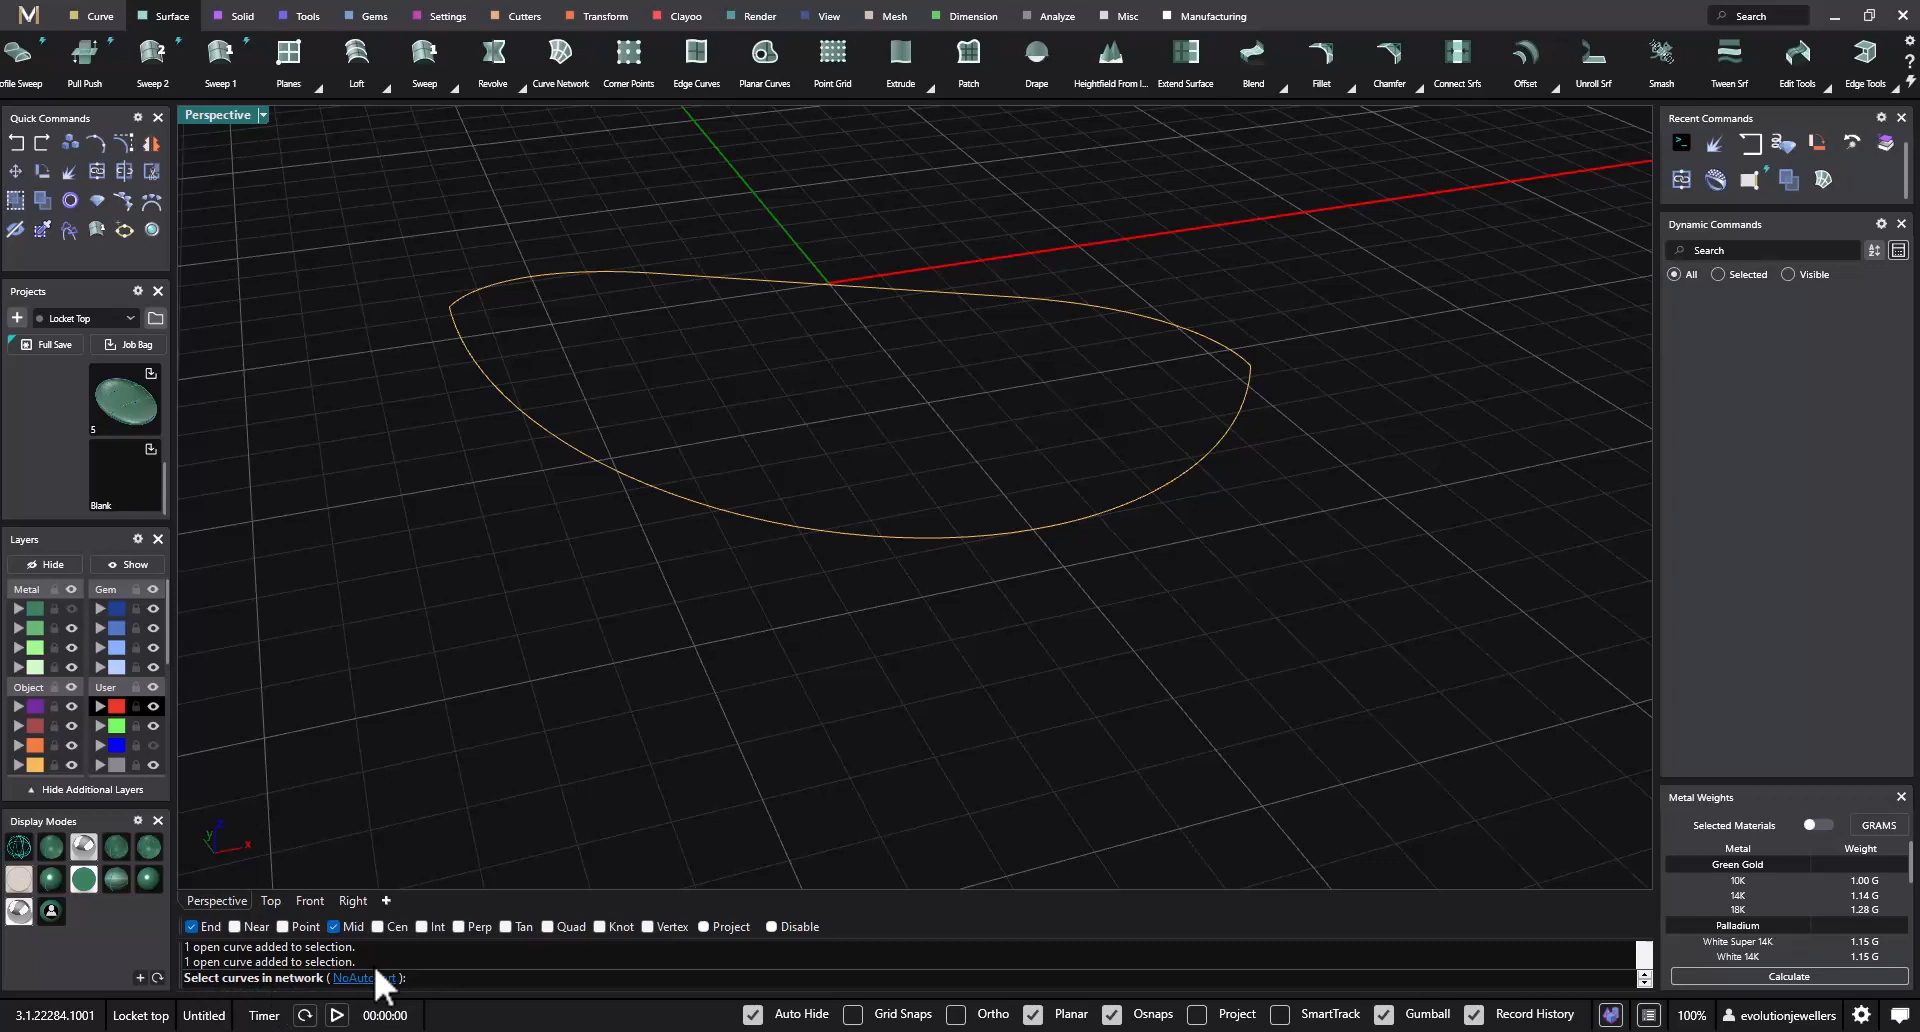 Curve Surface Solid Tools Gems Settings Cutters Transform Clayoo Render View Mesh Dimension Analyze Misc Manufacturing Search
ofile Sweep Pull Push Sweep 2 Sweep 1 Planes Loft Sweep Revolve Curve Network Corner Points Edge Curves Planar Curves Point Grid Extrude Patch Drape Heightfield From I... Extend Surface Blend Fillet Chamfer Connect Srfs Offset Unroll Srf Smash Tween Srf Edit Tools Edge Tools
Quick Commands
Perspective
Recent Commands
Dynamic Commands
Search
All Selected Visible
Projects
Locket Top
Full Save Job Bag
5
Blank
Layers
Hide Show
Metal Gem
Object User
Hide Additional Layers
Display Modes
z
y
x
Metal Weights
Selected Materials GRAMS
Metal Weight
Green Gold
10K 1.00 G
14K 1.14 G
18K 1.28 G
Palladium
White Super 14K 1.15 G
White 14K 1.15 G
Calculate
Perspective Top Front Right
End Near Point Mid Cen Int Perp Tan Quad Knot Vertex Project Disable
1 open curve added to selection.
1 open curve added to selection.
Select curves in network ( ):
3.1.22284.1001 Locket top Untitled Timer 00:00:00 Auto Hide Grid Snaps Ortho Planar Osnaps Project SmartTrack Gumball Record History 100% evolutionjewellers